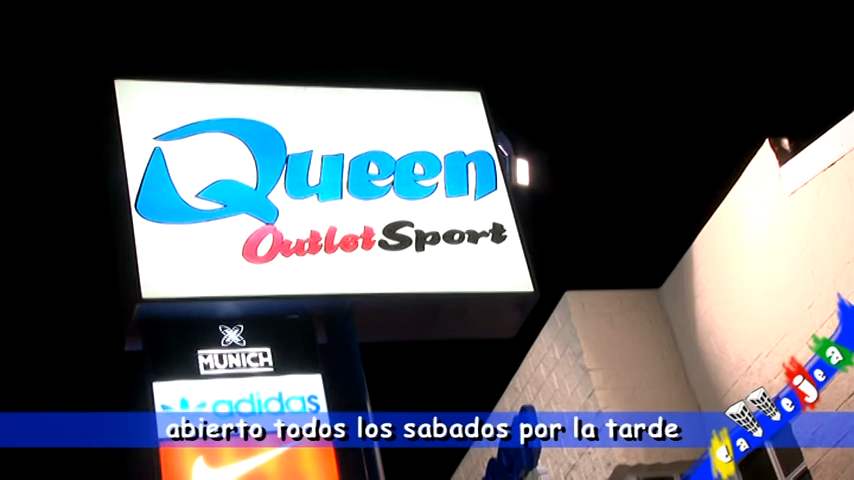 Queen
OutletSport
MUNICH
adidas
abierto todos los sabados por la tarde